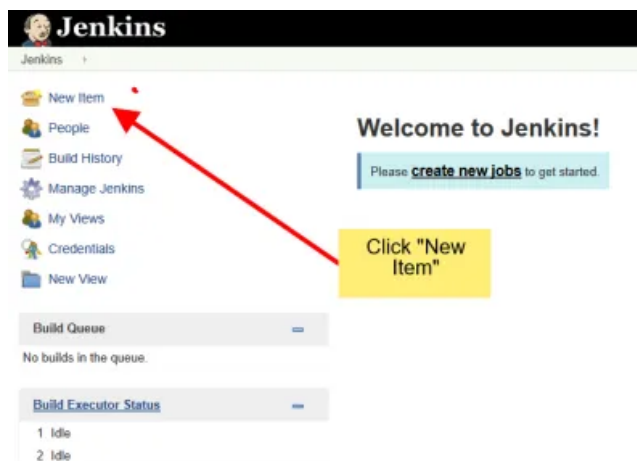 Jenkins
Jenkins
New Item
People
Build History
Manage Jenkins
My Views
Credentials
New View
Welcome to Jenkins!
Please create new jobs to get started.
Click "New
Item"
Build Queue
No builds in the queue.
Build Executor Status
1 Idle
2 Idle